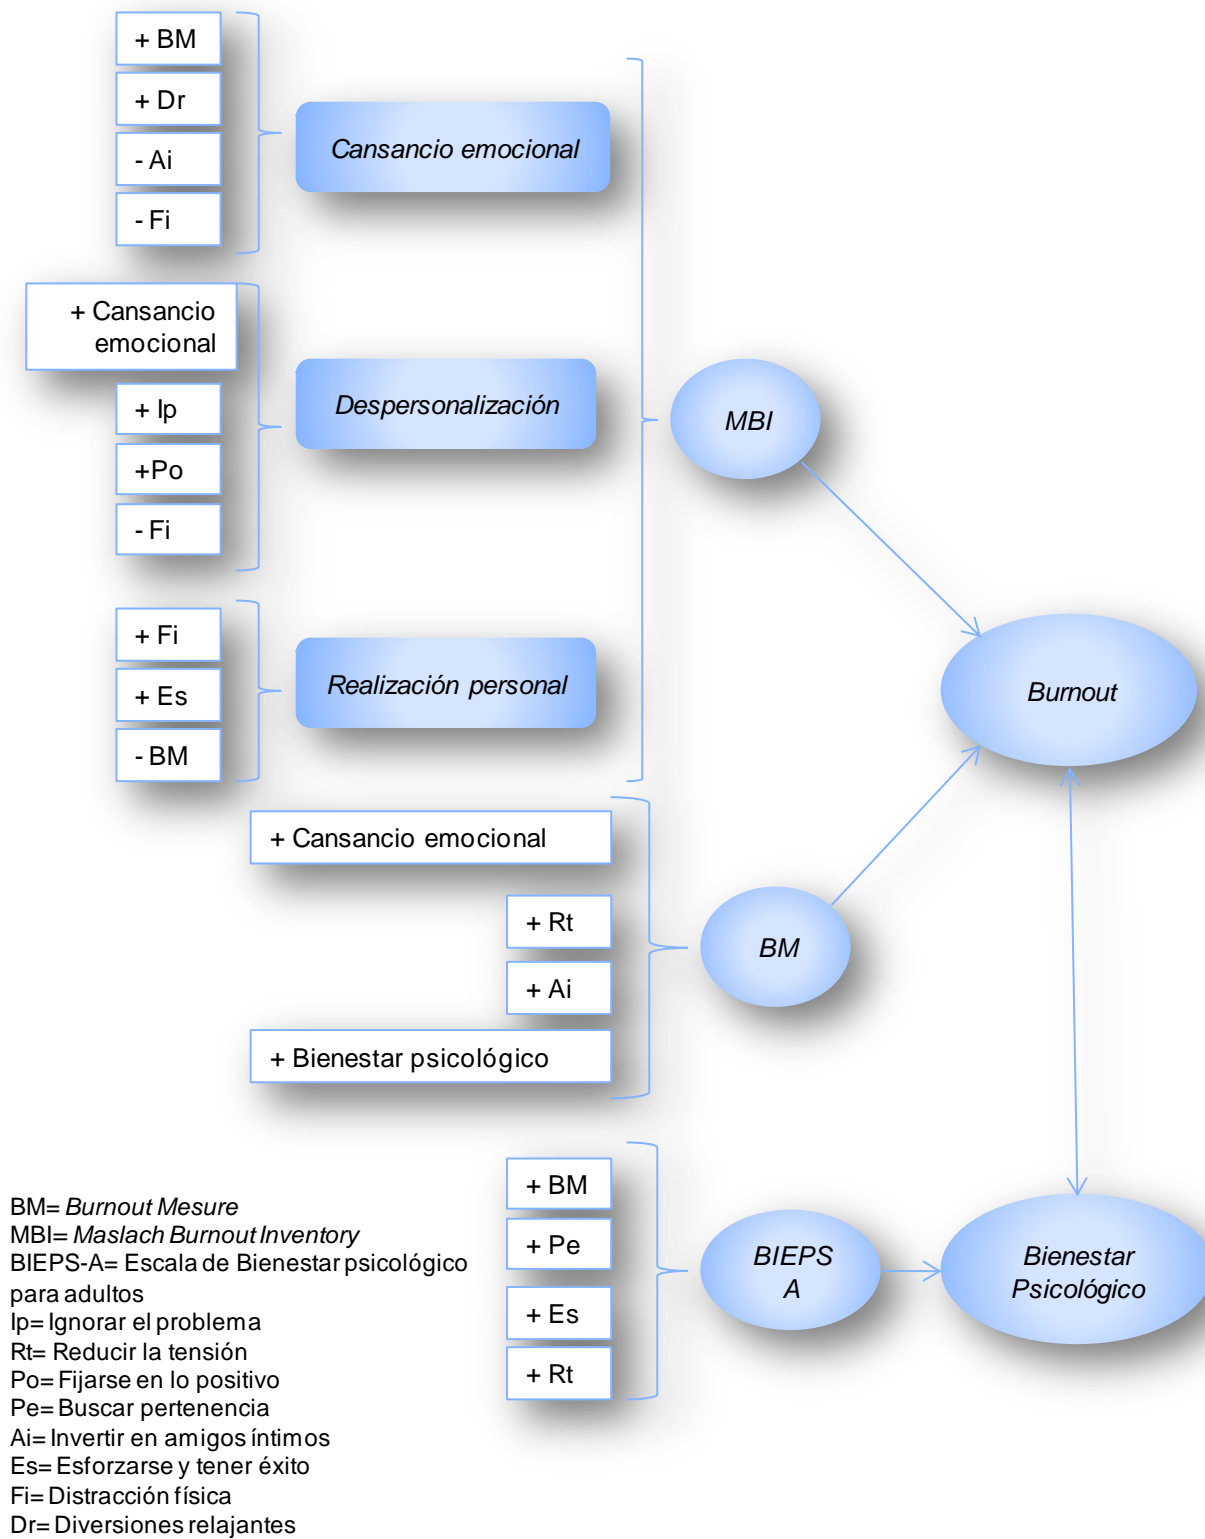 + BM
+ Dr
- Ai
- Fi
Cansancio emocional
+ Cansancio
emocional
+ Ip
+Po
- Fi
Despersonalización
MBI
+ Fi
+ Es
- BM
Realización personal
Burnout
+ Cansancio emocional
+ Rt
+ Ai
+ Bienestar psicológico
BM
+ BM
+ Pe
+ Es
+ Rt
BIEPS
A
Bienestar
Psicológico
BM= Burnout Mesure
MBI= Maslach Burnout Inventory
BIEPS-A= Escala de Bienestar psicológico
para adultos
Ip= Ignorar el problema
Rt= Reducir la tensión
Po= Fijarse en lo positivo
Pe= Buscar pertenencia
Ai= Invertir en amigos íntimos
Es= Esforzarse y tener éxito
Fi= Distracción física
Dr= Diversiones relajantes